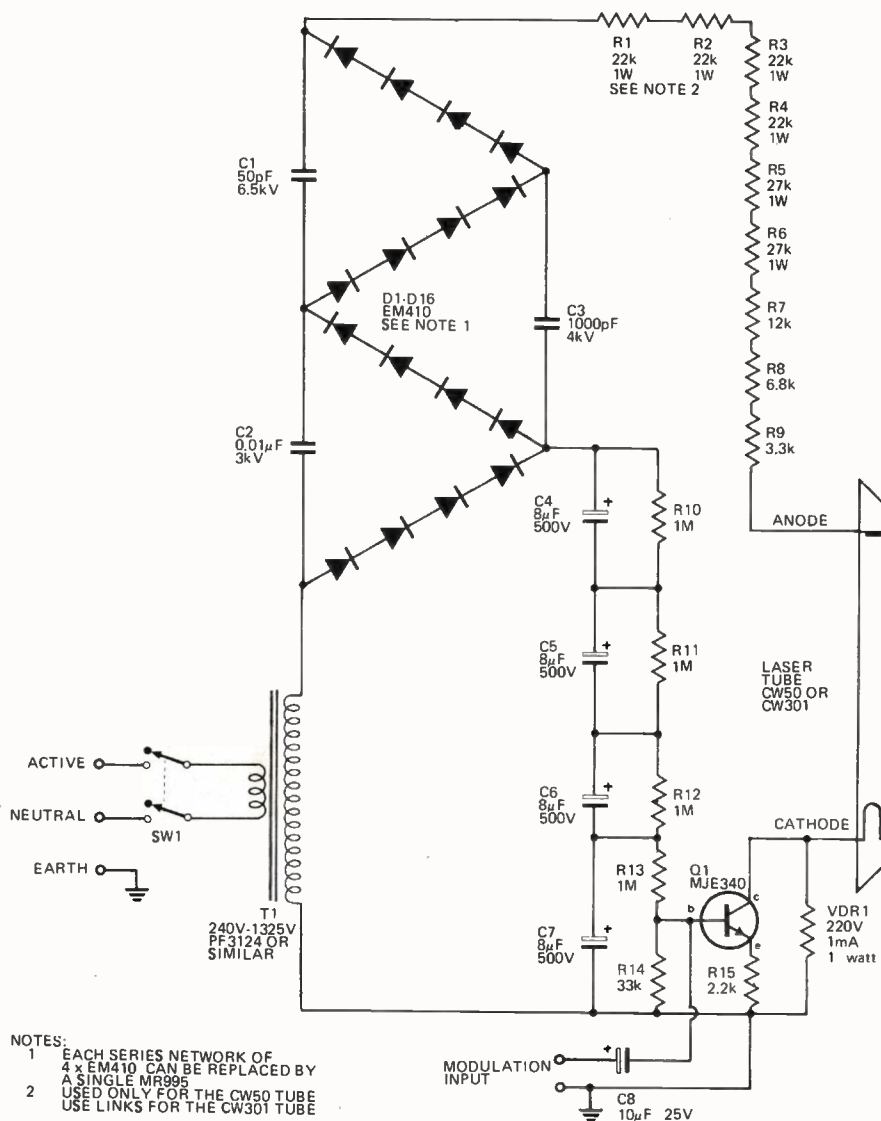 R1
22k
1W
R2
22k
1W
SEE NOTE 2
R3
22k
1W
R4
22k
1W
R5
27k
1W
R6
27k
1W
R7
12k
R8
6.8k
R9
3.3k
C1
50pF
6.5kV
D1-D16
EM410
SEE NOTE 1
C3
1000pF
4kV
C2
0.01µF
3kV
C4
8µF
500V
+
R10
1M
ANODE
C5
8µF
500V
+
R11
1M
LASER
TUBE
CW50 OR
CW301
C6
8µF
500V
+
R12
1M
CATHODE
ACTIVE
NEUTRAL
SW1
EARTH
T1
240V-1325V
PF3124 OR
SIMILAR
R13
1M
Q1
MJE340
b
c
e
C7
8µF
500V
+
R14
33k
R15
2.2k
VDR1
220V
1mA
1 watt
MODULATION
INPUT
+
C8
10µF 25V
NOTES:
1 EACH SERIES NETWORK OF
4 x EM410 CAN BE REPLACED BY
A SINGLE MR995
2 USED ONLY FOR THE CW50 TUBE
USE LINKS FOR THE CW301 TUBE